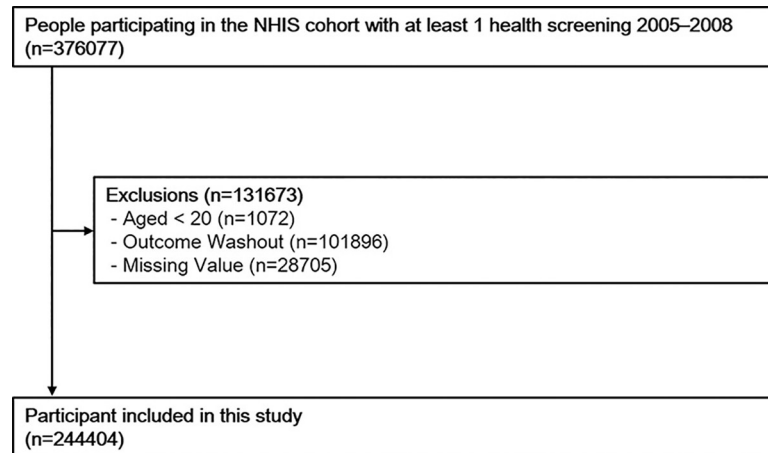 People participating in the NHIS cohort with at least 1 health screening 2005–2008
(n=376077)
Exclusions (n=131673)
- Aged < 20 (n=1072)
- Outcome Washout (n=101896)
- Missing Value (n=28705)
Participant included in this study
(n=244404)